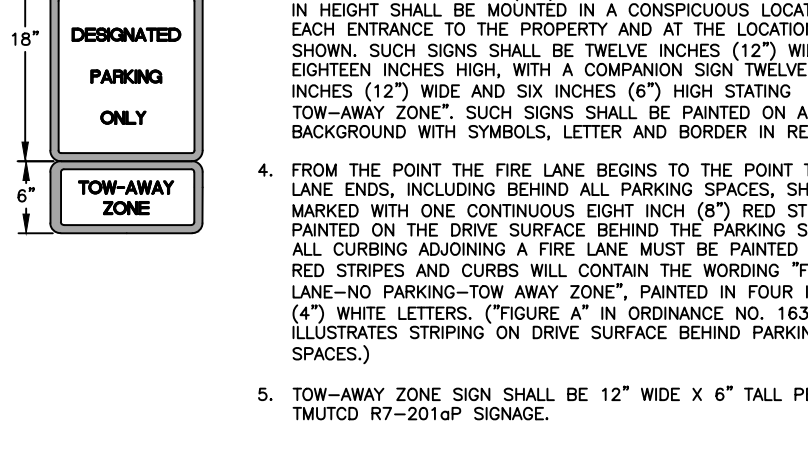 18"
DESIGNATED
PARKING
ONLY
6"
TOW-AWAY
ZONE
IN HEIGHT SHALL BE MOUNTED IN A CONSPICUOUS
EACH ENTRANCE TO THE PROPERTY AND AT THE
SHOWN. SUCH SIGNS SHALL BE TWELVE INCHES (12")
EIGHTEEN INCHES HIGH, WITH A COMPANION SIGN TWELVE
INCHES (12") WIDE AND SIX INCHES (6") HIGH STATING
TOW-AWAY ZONE". SUCH SIGNS SHALL BE PAINTED ON A
BACKGROUND WITH SYMBOLS, LETTER AND BORDER IN
4. FROM THE POINT THE FIRE LANE BEGINS TO THE POINT
LANE ENDS, INCLUDING BEHIND ALL PARKING SPACES,
MARKED WITH ONE CONTINUOUS EIGHT INCH (8") RED
PAINTED ON THE DRIVE SURFACE BEHIND THE PARKING
ALL CURBING ADJOINING A FIRE LANE MUST BE PAINTED
RED STRIPES AND CURBS WILL CONTAIN THE WORDING
LANE-NO PARKING-TOW AWAY ZONE", PAINTED IN FOUR
(4") WHITE LETTERS. ("FIGURE A" IN ORDINANCE NO. 163
ILLUSTRATES STRIPING ON DRIVE SURFACE BEHIND
SPACES.)
5. TOW-AWAY ZONE SIGN SHALL BE 12" WIDE X 6" TALL
TMUTCD R7-201aP SIGNAGE.